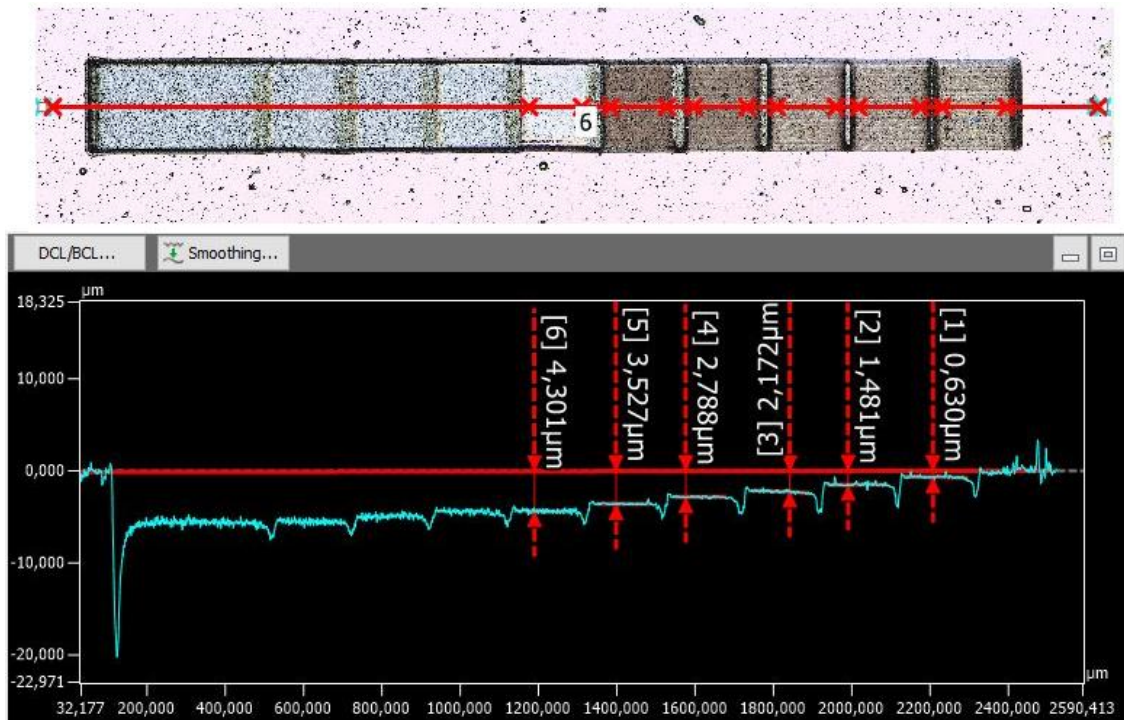 6
DCL/BCL...
Smoothing...
µm
18,325
10,000
0,000
-10,000
-20,000
-22,971
[6] 4,301µm
[5] 3,527µm
[4] 2,788µm
[3] 2,172µm
[2] 1,481µm
[1] 0,630µm
µm
32,177 200,000 400,000 600,000 800,000 1000,000 1200,000 1400,000 1600,000 1800,000 2000,000 2200,000 2400,000 2590,413